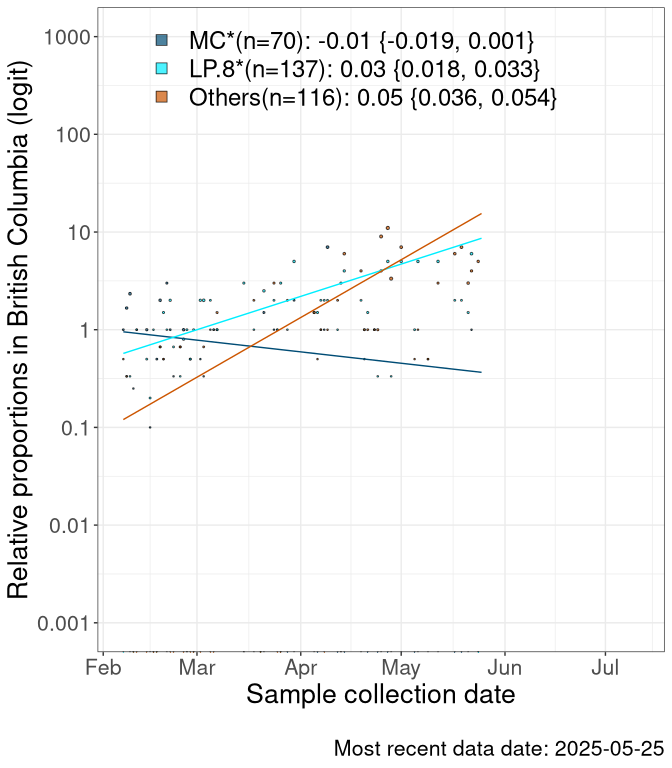 MC*(n=70): -0.01 {-0.019, 0.001}
LP.8*(n=137): 0.03 {0.018, 0.033}
Others(n=116): 0.05 {0.036, 0.054}
Relative proportions in British Columbia (logit)
1000
100
10
1
0.1
0.01
0.001
Feb Mar Apr May Jun Jul
Sample collection date
Most recent data date: 2025-05-25